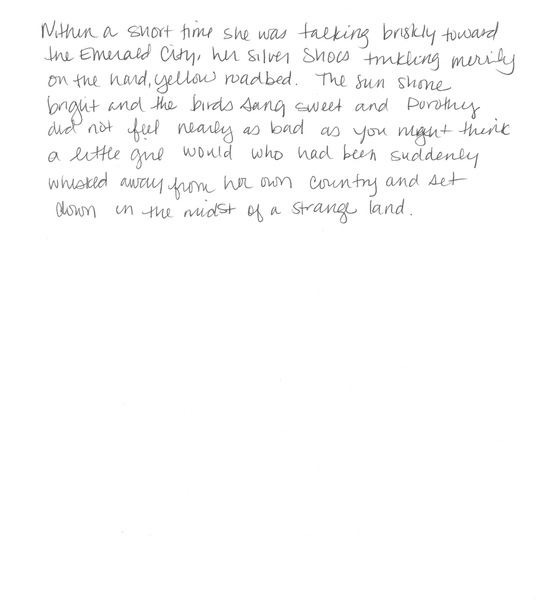 Within a short time she was talking briskly toward
the Emerald City, her Silver Shoes tinkling merrily
on the hard, yellow roadbed. The sun shone
bright and the birds sang sweet and Dorothy
did not feel nearly as bad as you might think
a little girl would who had been suddenly
whisked away from her own country and set
down in the midst of a strange land.